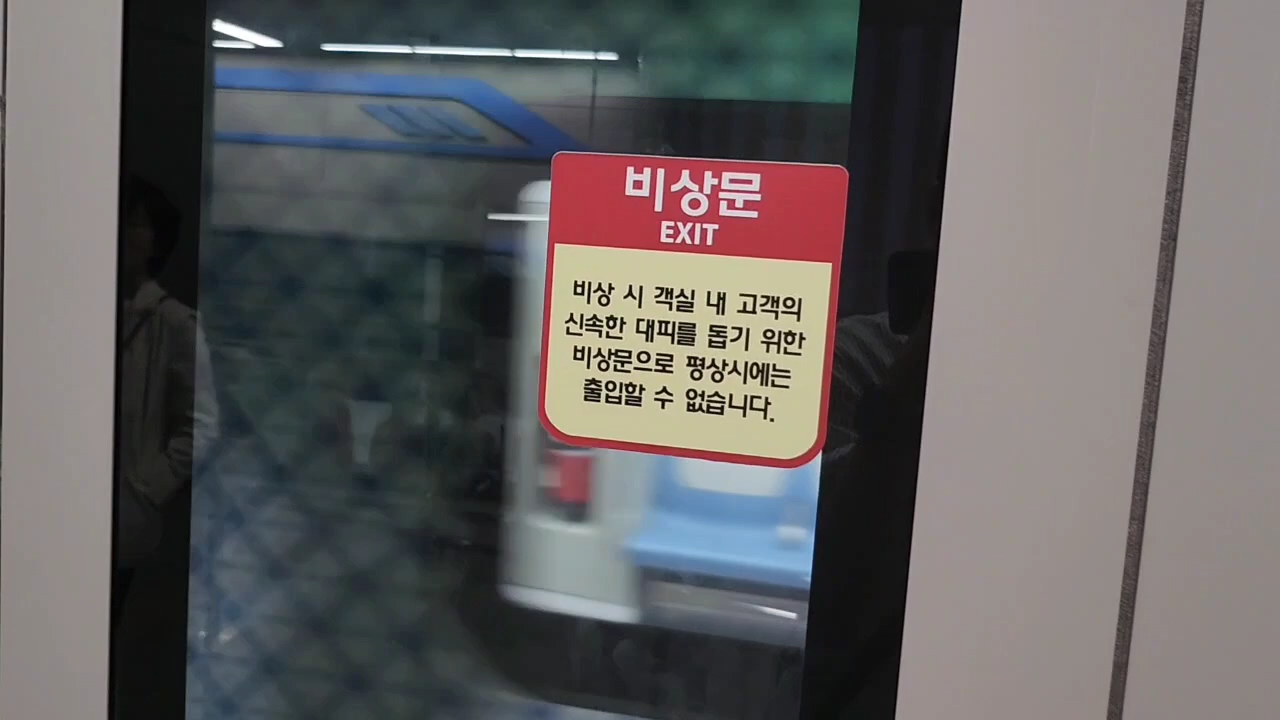 비상문
EXIT
비상 시 객실 내 고객의
신속한 대피를 돕기 위한
비상문으로 평상시에는
출입할 수 없습니다.